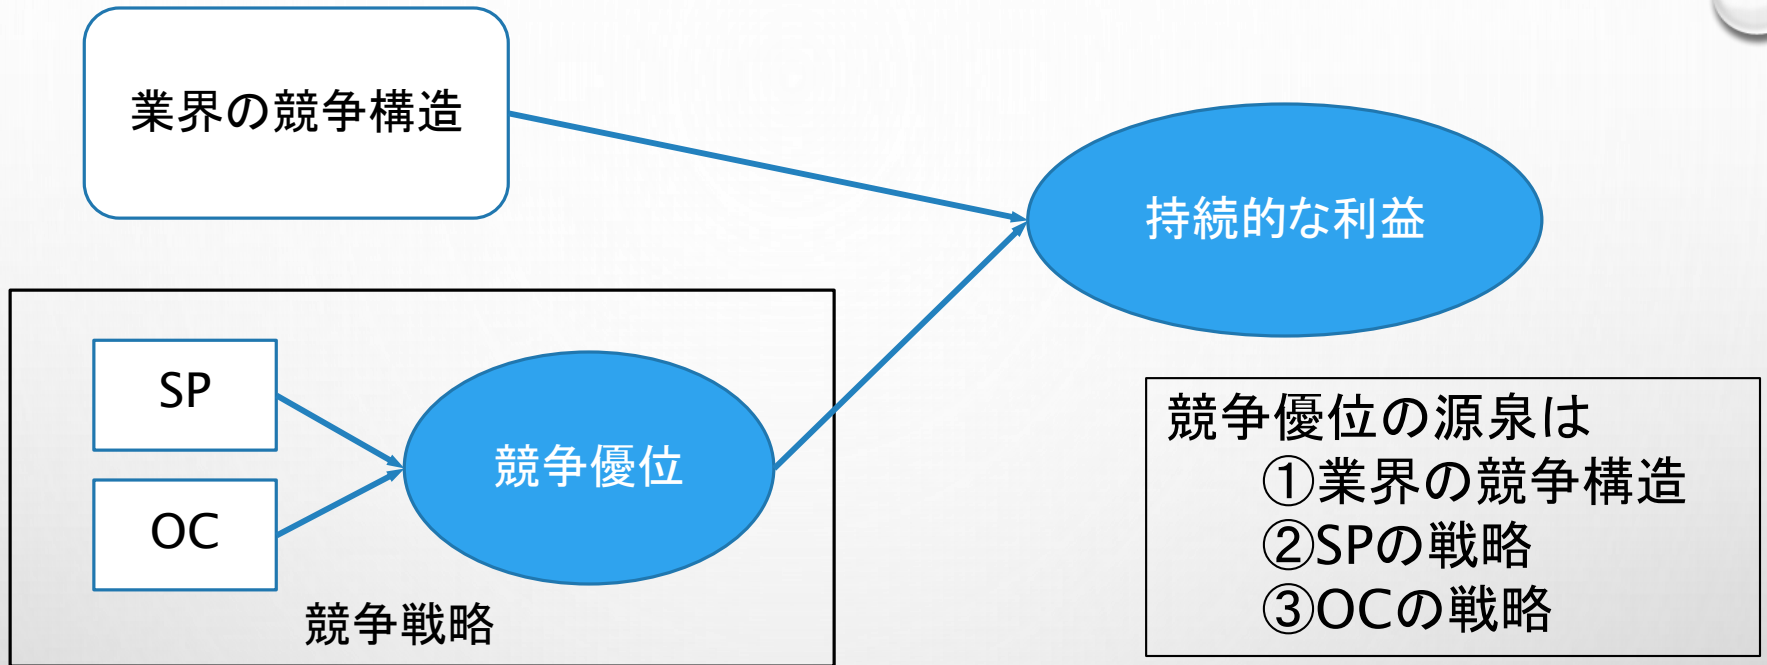 業界の競争構造
持続的な利益
SP
OC
競争優位
競争戦略
競争優位の源泉は
①業界の競争構造
②SPの戦略
③OCの戦略